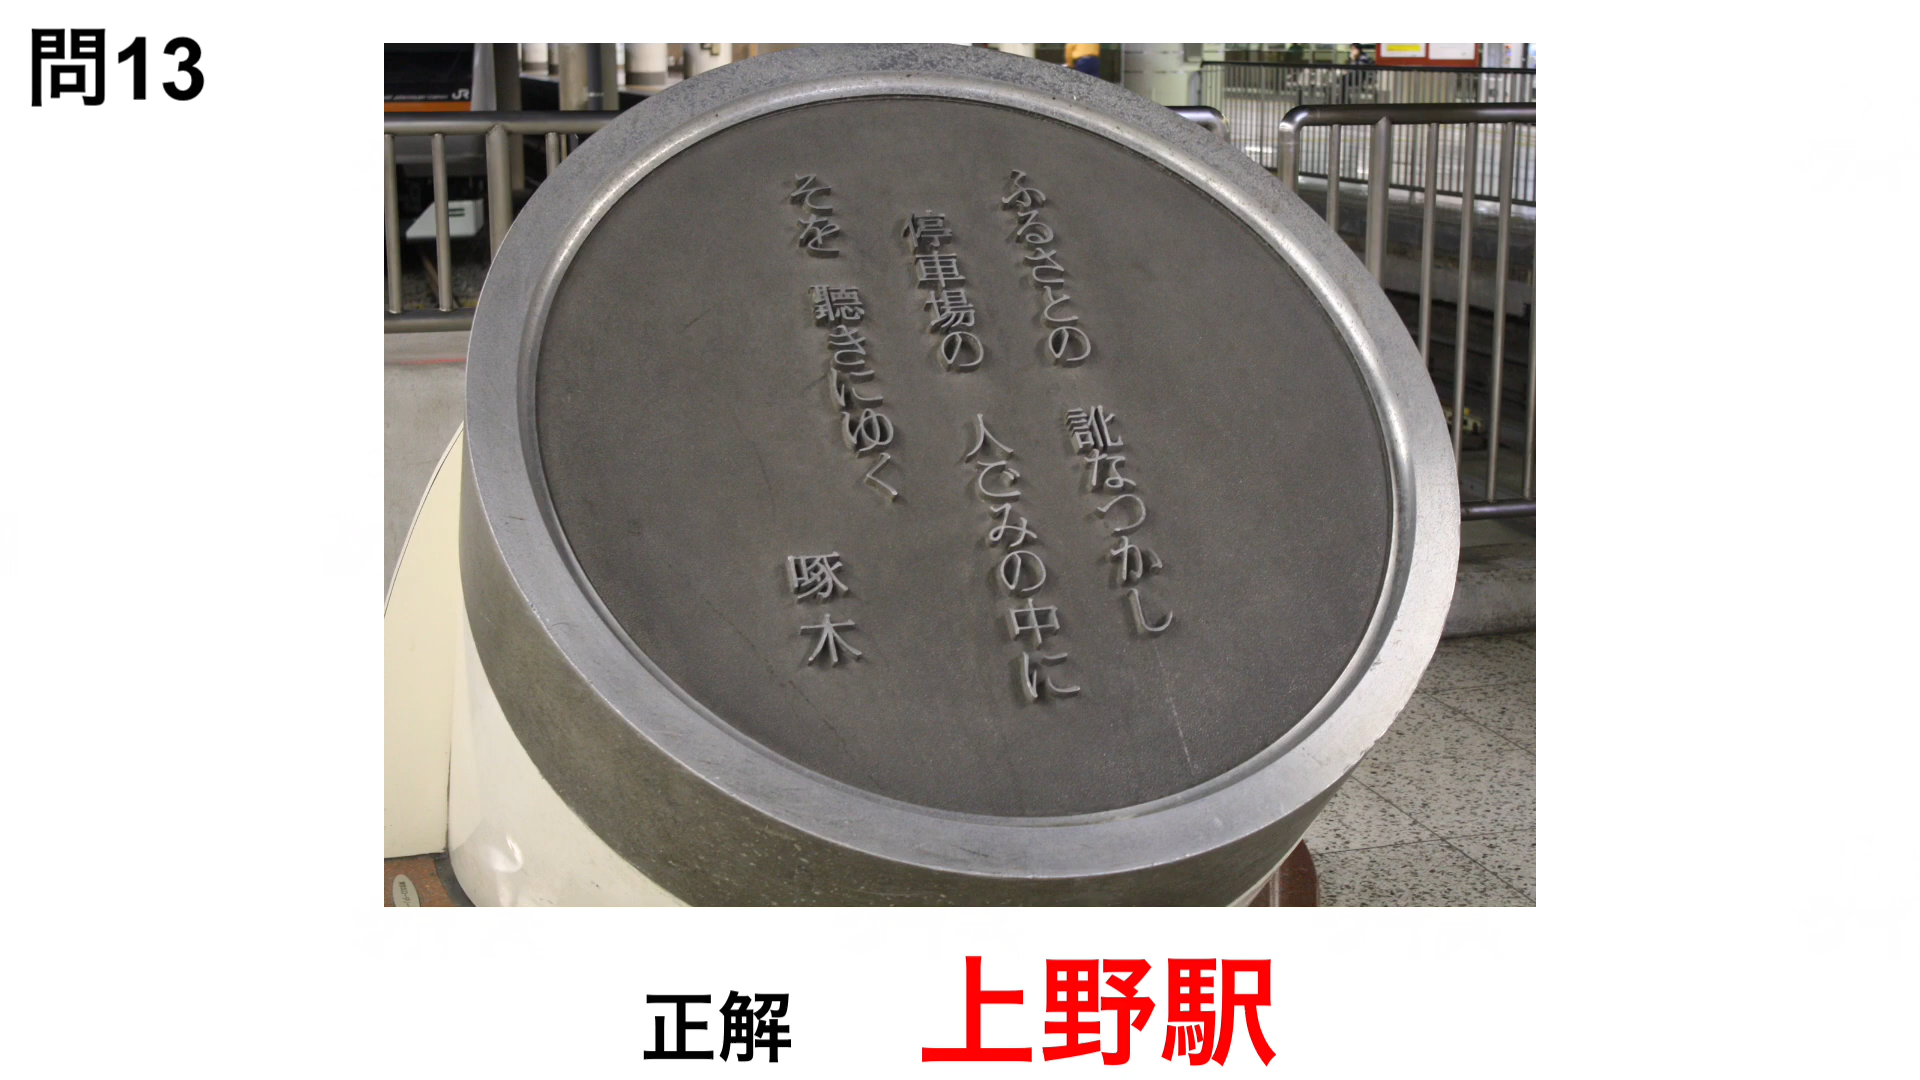 問13
JR
ふるさとの 訛なつかし
停車場の 人ごみの中に
そを 聴きにゆく
啄木
正解 上野駅